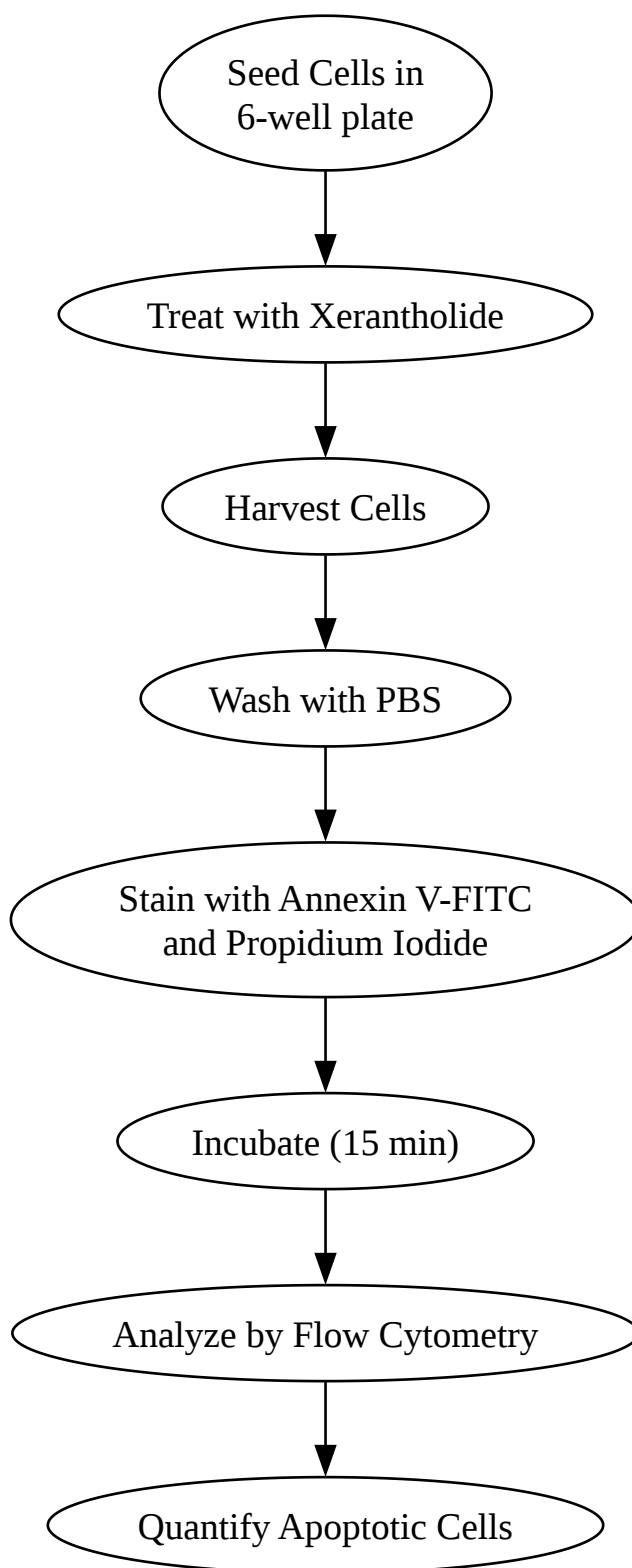 Seed Cells in
6-well plate
Treat with Xerantholide
Harvest Cells
Wash with PBS
Stain with Annexin V-FITC
and Propidium Iodide
Incubate (15 min)
Analyze by Flow Cytometry
Quantify Apoptotic Cells